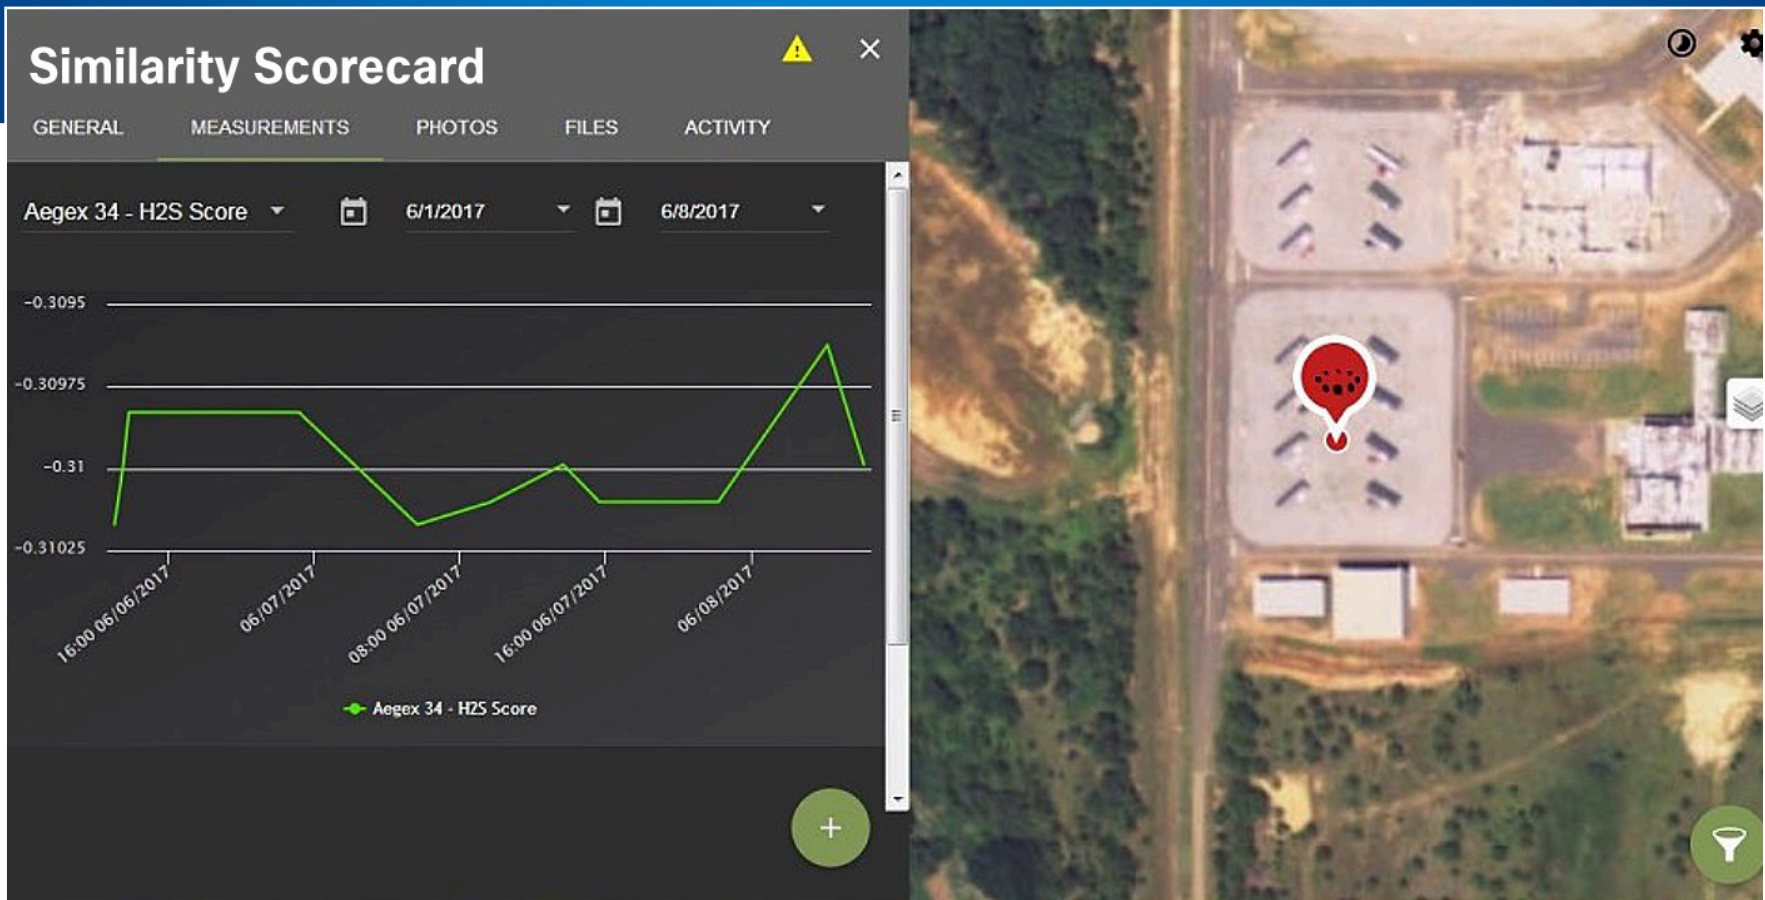 Similarity Scorecard
GENERAL MEASUREMENTS PHOTOS FILES ACTIVITY
Aegex 34 - H2S Score 6/1/2017 6/8/2017
-0.3095
-0.30975
-0.31
-0.31025
16:00 06/06/2017 06/07/2017 08:00 06/07/2017 16:00 06/07/2017 06/08/2017
Aegex 34 - H2S Score